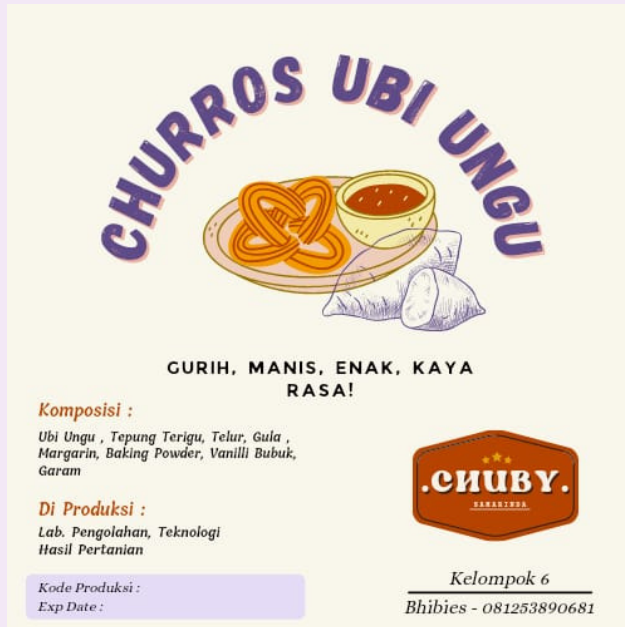 CHURROS UBI UNGU
GURIH, MANIS, ENAK, KAYA
RASA!
Komposisi :
Ubi Ungu , Tepung Terigu, Telur, Gula ,
Margarin, Baking Powder, Vanilli Bubuk,
Garam
Di Produksi :
Lab. Pengolahan, Teknologi
Hasil Pertanian
Kode Produksi :
Exp Date :
.CHUBY.
SAMARINDA
Kelompok 6
Bhibies - 081253890681